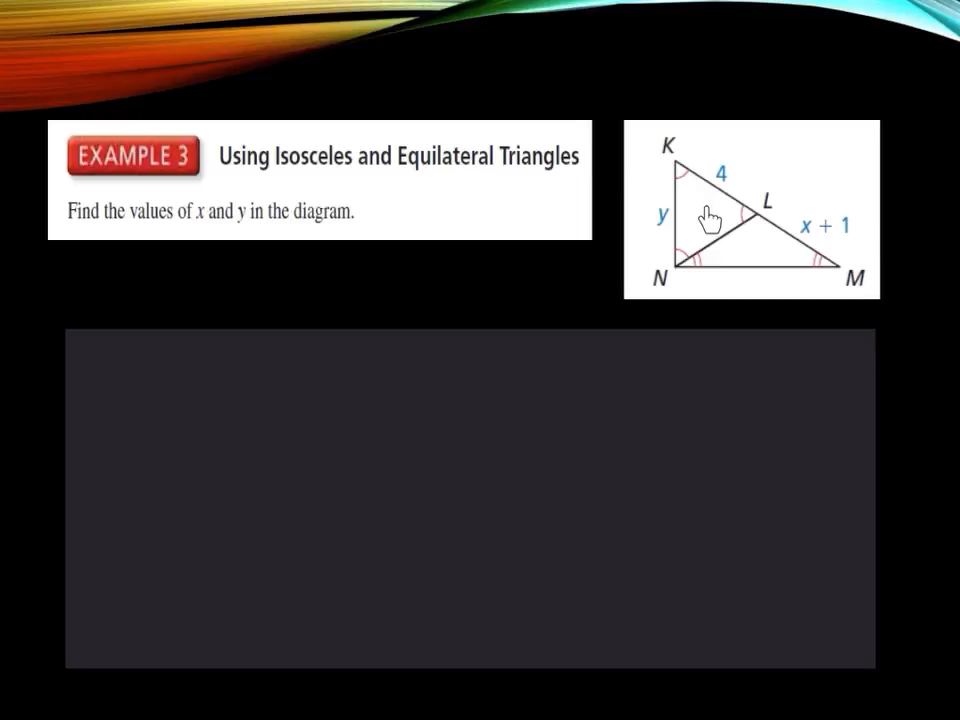 EXAMPLE 3 Using Isosceles and Equilateral Triangles
Find the values of x and y in the diagram.
K
4
L
y
x + 1
N
M